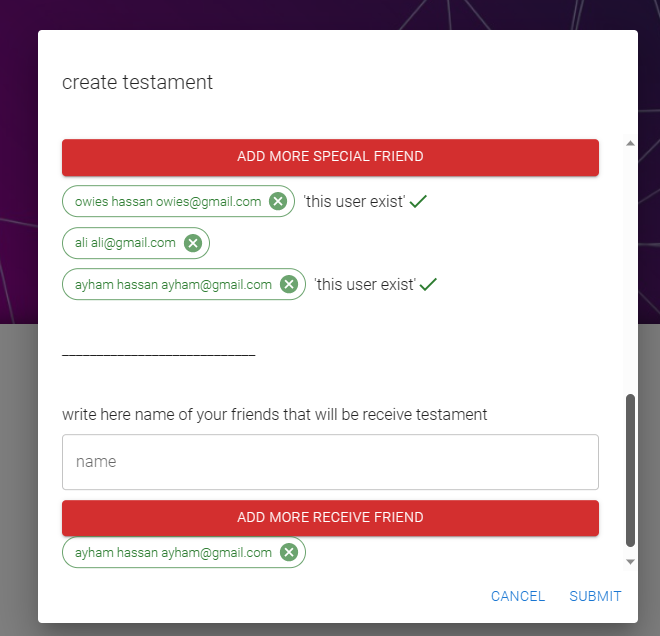 create testament
ADD MORE SPECIAL FRIEND
owies hassan owies@gmail.com 'this user exist'
ali ali@gmail.com
ayham hassan ayham@gmail.com 'this user exist'
____________________________
write here name of your friends that will be receive testament
name
ADD MORE RECEIVE FRIEND
ayham hassan ayham@gmail.com
CANCEL SUBMIT